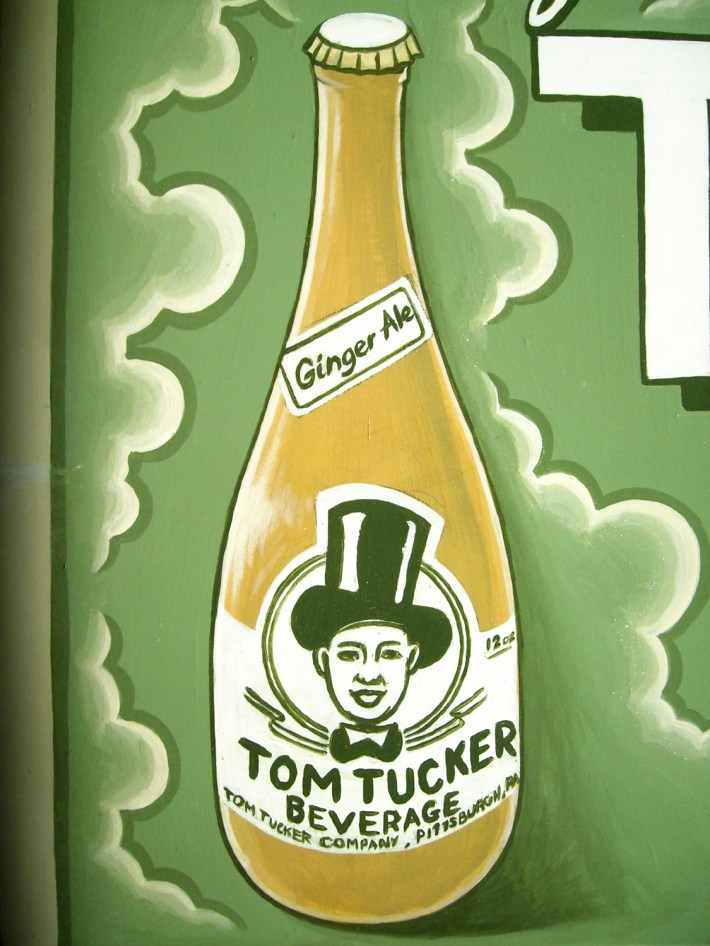 T
Ginger Ale
12 oz
TOM TUCKER
BEVERAGE
TOM TUCKER COMPANY, PITTSBURGH, PA